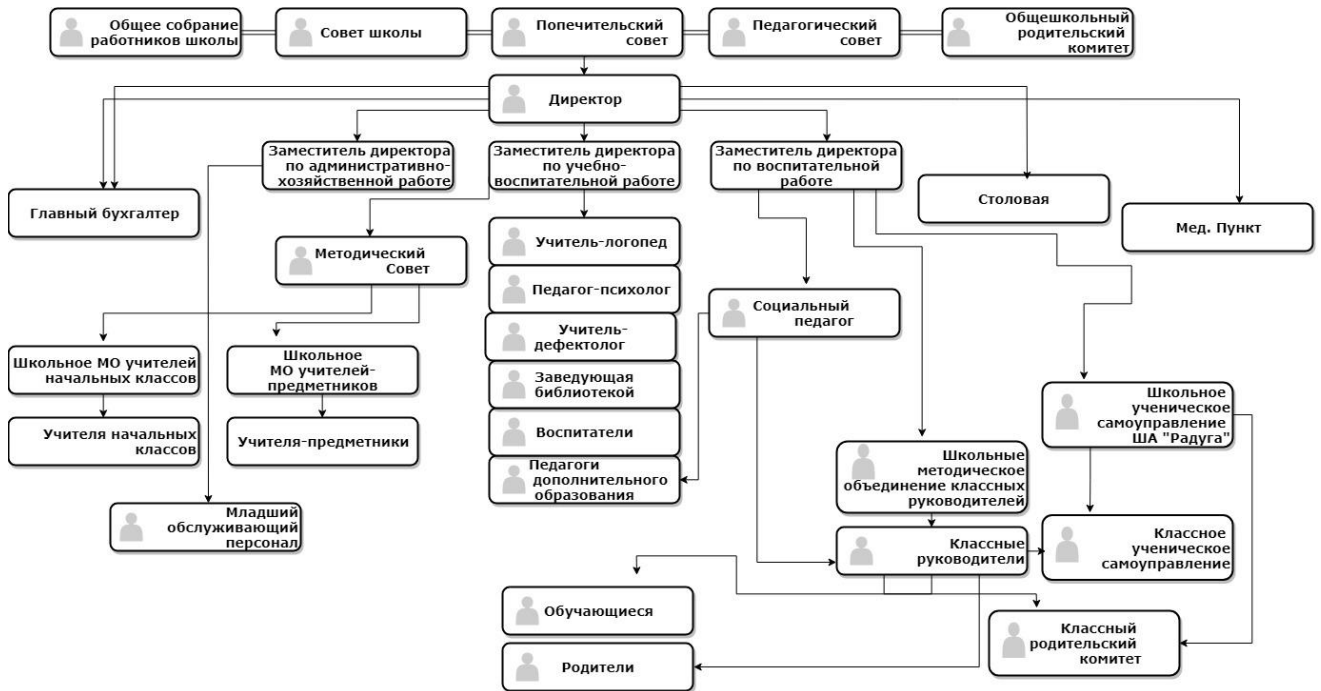 Общее собрание
работников школы
Совет школы
Попечительский
совет
Педагогический
совет
Общешкольный
родительский
комитет
Директор
Заместитель директора
по административно-
хозяйственной работе
Заместитель директора
по учебно-
воспитательной работе
Заместитель директора
по воспитательной
работе
Главный бухгалтер
Столовая
Мед. Пункт
Методический
Совет
Учитель-логопед
Педагог-психолог
Учитель-
дефектолог
Заведующая
библиотекой
Воспитатели
Педагоги
дополнительного
образования
Социальный
педагог
Школьное МО учителей
начальных классов
Школьное
МО учителей-
предметников
Учителя начальных
классов
Учителя-предметники
Младший
обслуживающий
персонал
Школьное
ученическое
самоуправление
ША "Радуга"
Школьные
методическое
объединение классных
руководителей
Классные
руководители
Классное
ученическое
самоуправление
Обучающиеся
Родители
Классный
родительский
комитет